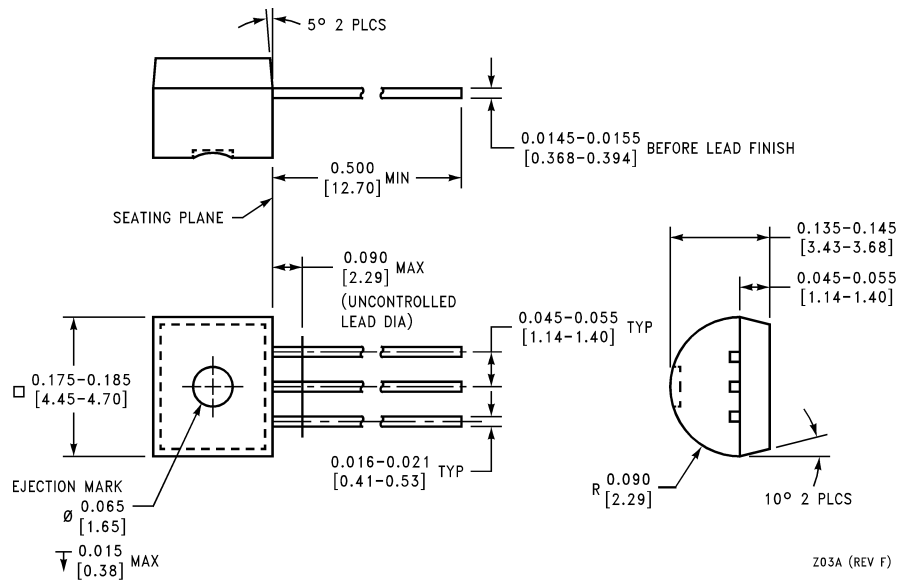 5° 2 PLCS
0.0145–0.0155
[0.368–0.394] BEFORE LEAD FINISH
0.500
[12.70] MIN
SEATING PLANE
0.135–0.145
[3.43–3.68]
0.090
[2.29] MAX
(UNCONTROLLED
LEAD DIA)
0.045–0.055
[1.14–1.40]
0.045–0.055
[1.14–1.40] TYP
□ 0.175–0.185
[4.45–4.70]
0.016–0.021
[0.41–0.53] TYP
EJECTION MARK
Ø 0.065
[1.65]
R 0.090
[2.29]
10° 2 PLCS
↧ 0.015
[0.38] MAX
Z03A (REV F)